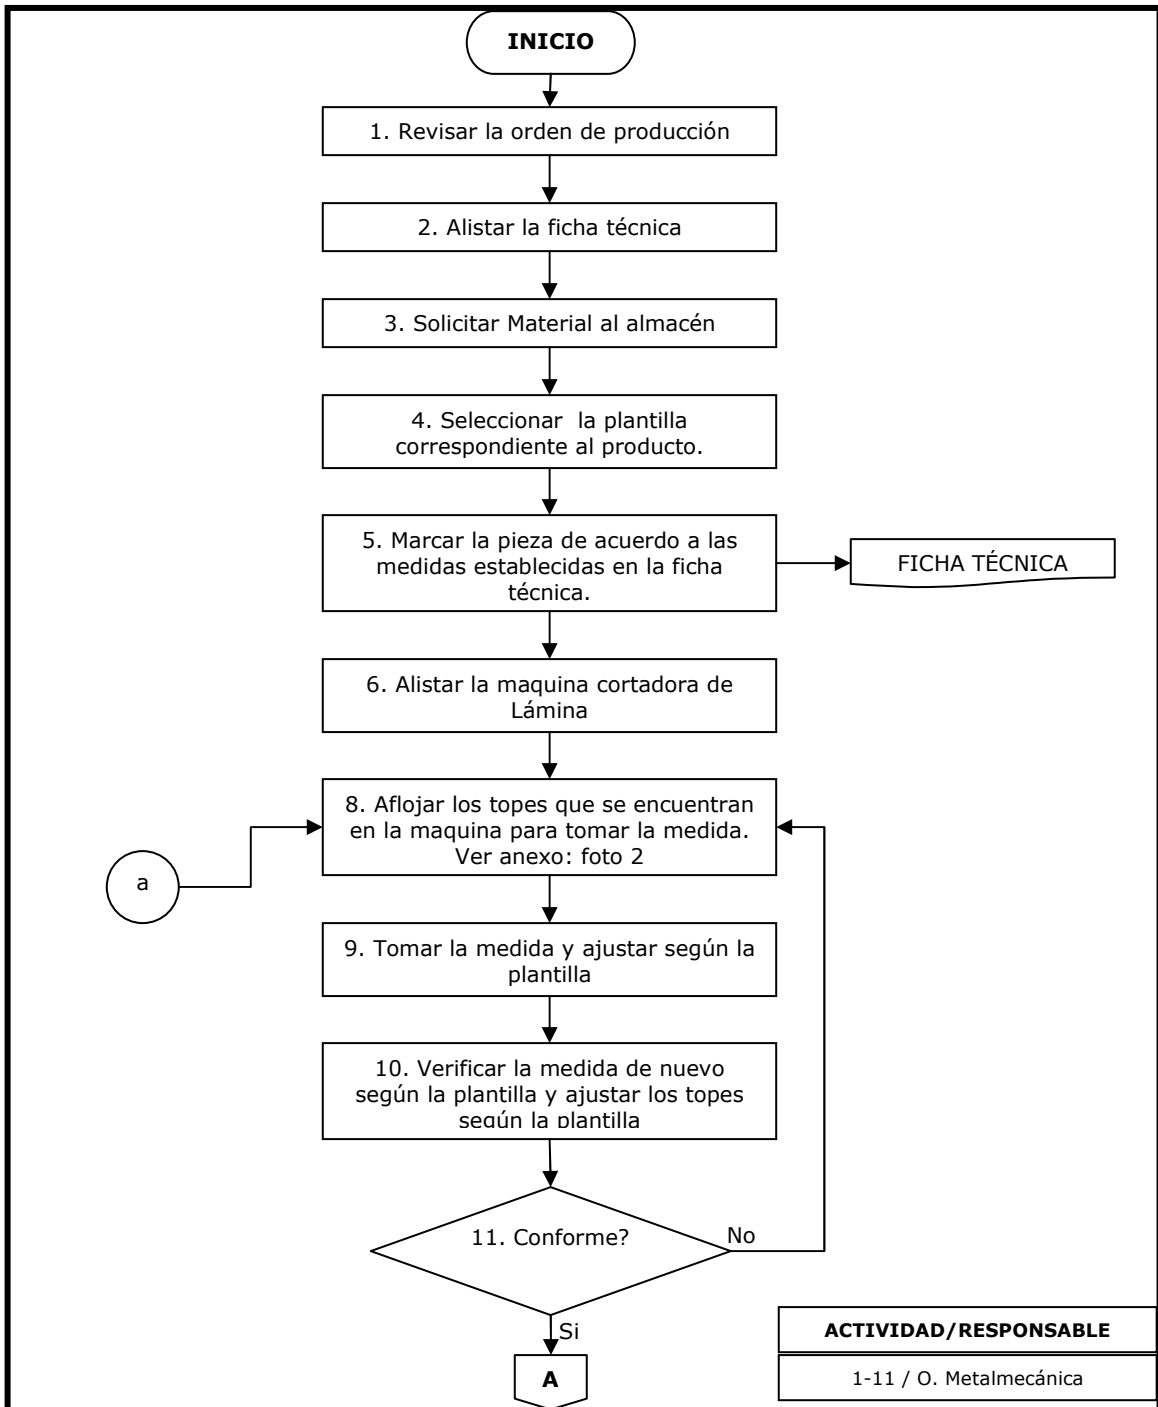 INICIO
1. Revisar la orden de producción
2. Alistar la ficha técnica
3. Solicitar Material al almacén
4. Seleccionar  la plantilla
correspondiente al producto.
5. Marcar la pieza de acuerdo a las
medidas establecidas en la ficha
técnica.
FICHA TÉCNICA
6. Alistar la maquina cortadora de
Lámina
8. Aflojar los topes que se encuentran
en la maquina para tomar la medida.
Ver anexo: foto 2
a
9. Tomar la medida y ajustar según la
plantilla
10. Verificar la medida de nuevo
según la plantilla y ajustar los topes
según la plantilla
11. Conforme?
No
Si
A
ACTIVIDAD/RESPONSABLE
1-11 / O. Metalmecánica